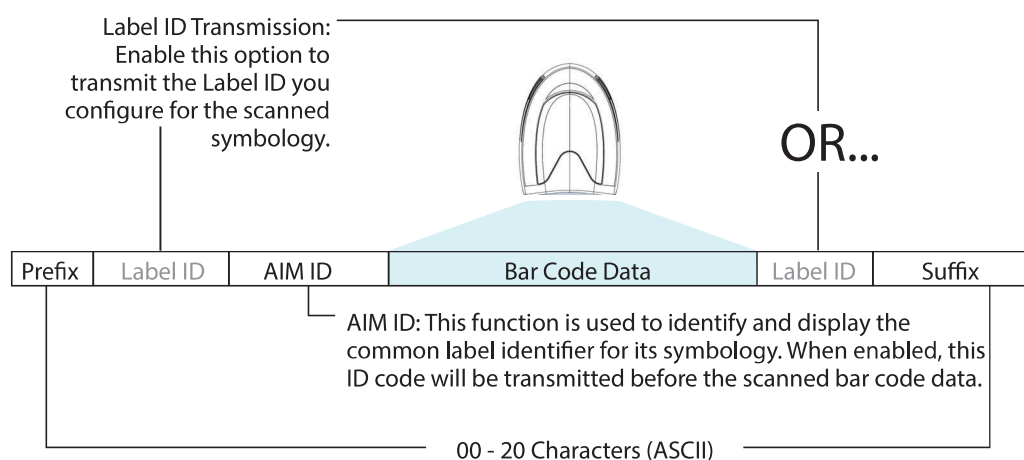 Label ID Transmission:
Enable this option to
transmit the Label ID you
configure for the scanned
symbology.
OR...
Prefix Label ID AIM ID Bar Code Data Label ID Suffix
AIM ID: This function is used to identify and display the
common label identifier for its symbology. When enabled, this
ID code will be transmitted before the scanned bar code data.
00 - 20 Characters (ASCII)